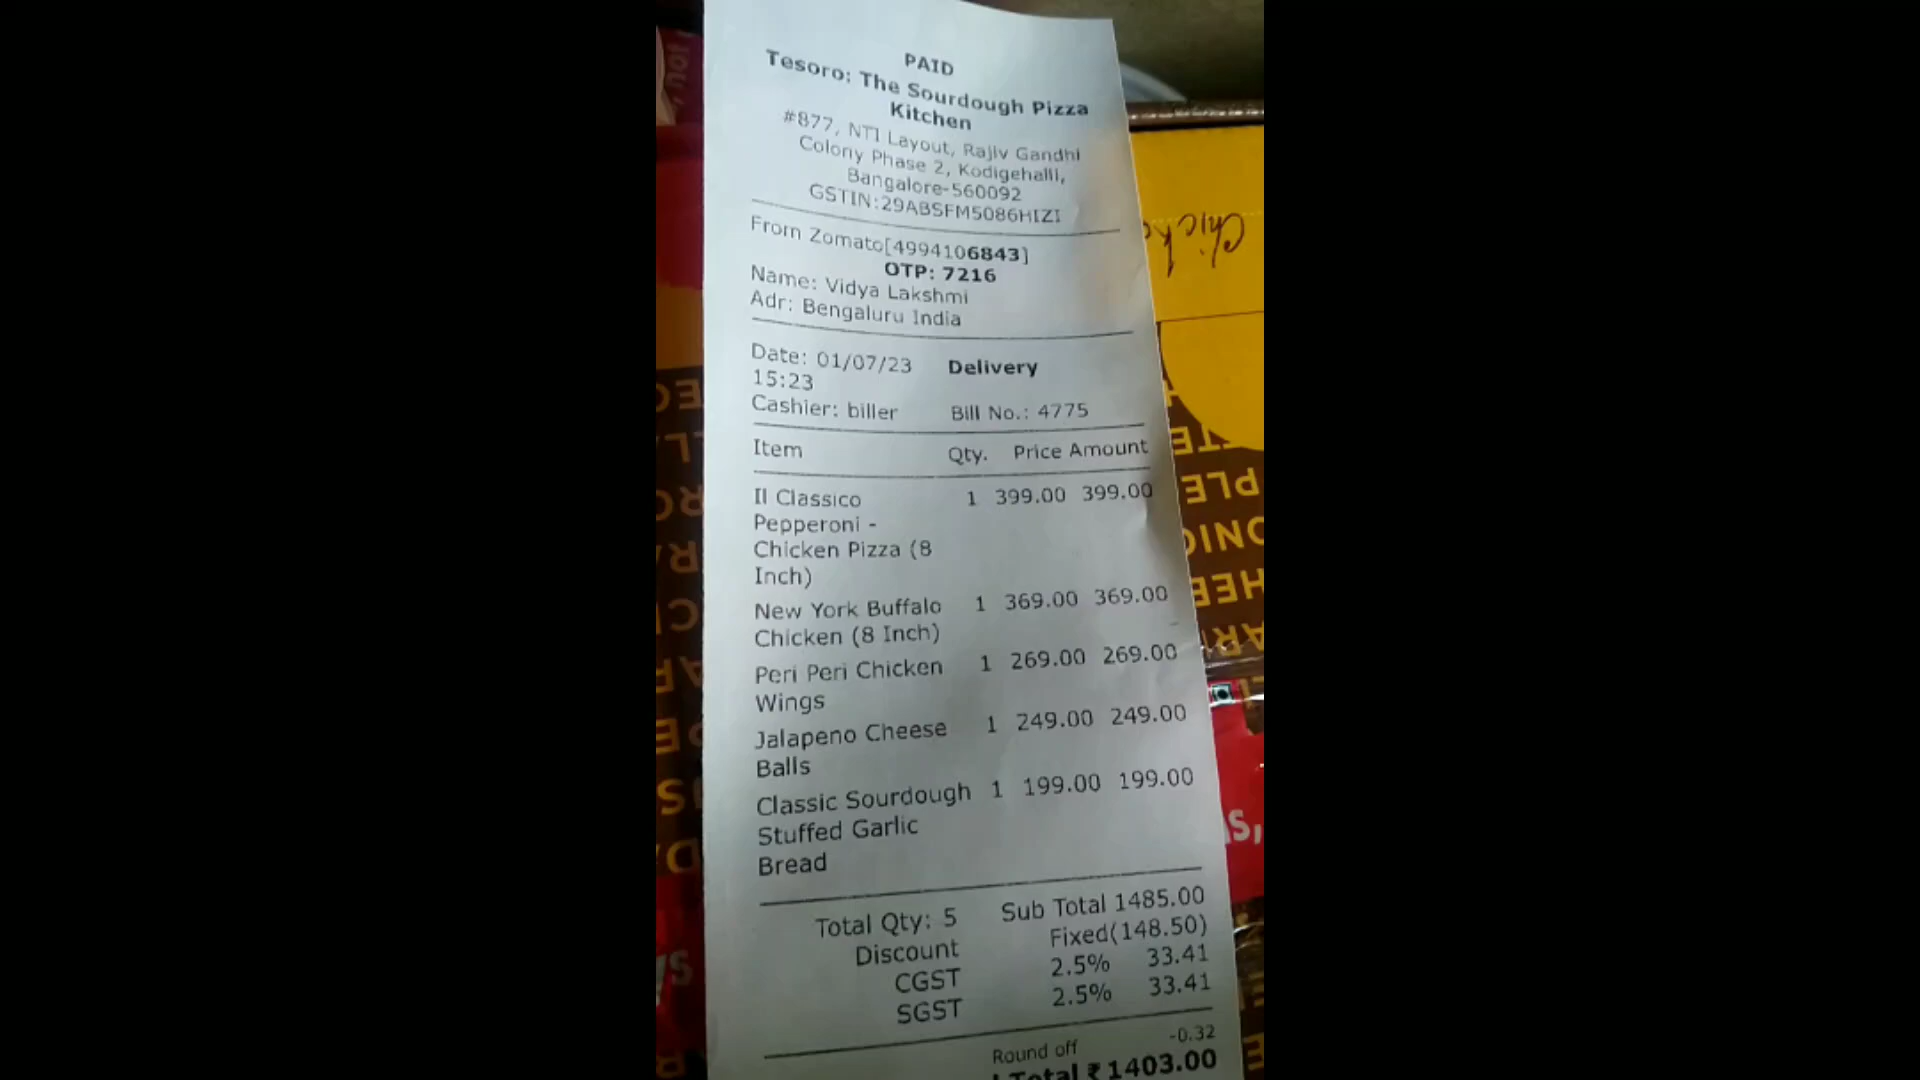 PAID
Tesoro: The Sourdough Pizza
Kitchen
#877, NTI Layout, Rajiv Gandhi
Colony Phase 2, Kodigehalli,
Bangalore-560092
GSTIN:29ABSFM5086HIZI
From Zomato[4994106843]
OTP: 7216
Name: Vidya Lakshmi
Adr: Bengaluru India
Date: 01/07/23 Delivery
15:23
Cashier: biller Bill No.: 4775
Item Qty. Price Amount
Il Classico 1 399.00 399.00
Pepperoni -
Chicken Pizza (8
Inch)
New York Buffalo 1 369.00 369.00
Chicken (8 Inch)
Peri Peri Chicken 1 269.00 269.00
Wings
Jalapeno Cheese 1 249.00 249.00
Balls
Classic Sourdough 1 199.00 199.00
Stuffed Garlic
Bread
Total Qty: 5 Sub Total 1485.00
Discount Fixed(148.50)
CGST 2.5% 33.41
SGST 2.5% 33.41
Round off -0.32
Total ₹1403.00